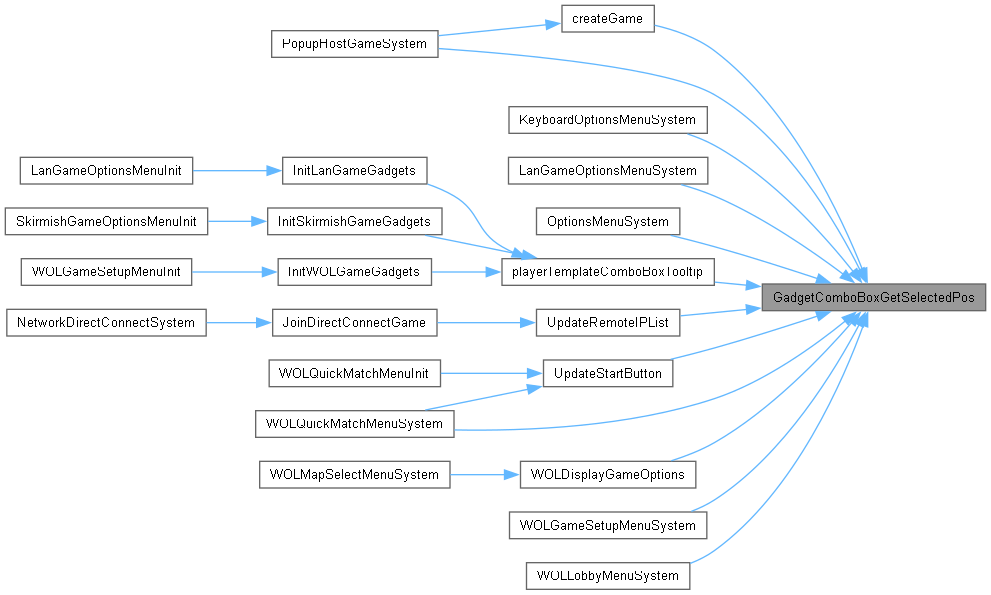 createGame
PopupHostGameSystem
KeyboardOptionsMenuSystem
LanGameOptionsMenuInit
InitLanGameGadgets
LanGameOptionsMenuSystem
SkirmishGameOptionsMenuInit
InitSkirmishGameGadgets
OptionsMenuSystem
WOLGameSetupMenuInit
InitWOLGameGadgets
playerTemplateComboBoxTooltip
GadgetComboBoxGetSelectedPos
NetworkDirectConnectSystem
JoinDirectConnectGame
UpdateRemoteIPList
WOLQuickMatchMenuInit
UpdateStartButton
WOLQuickMatchMenuSystem
WOLMapSelectMenuSystem
WOLDisplayGameOptions
WOLGameSetupMenuSystem
WOLLobbyMenuSystem